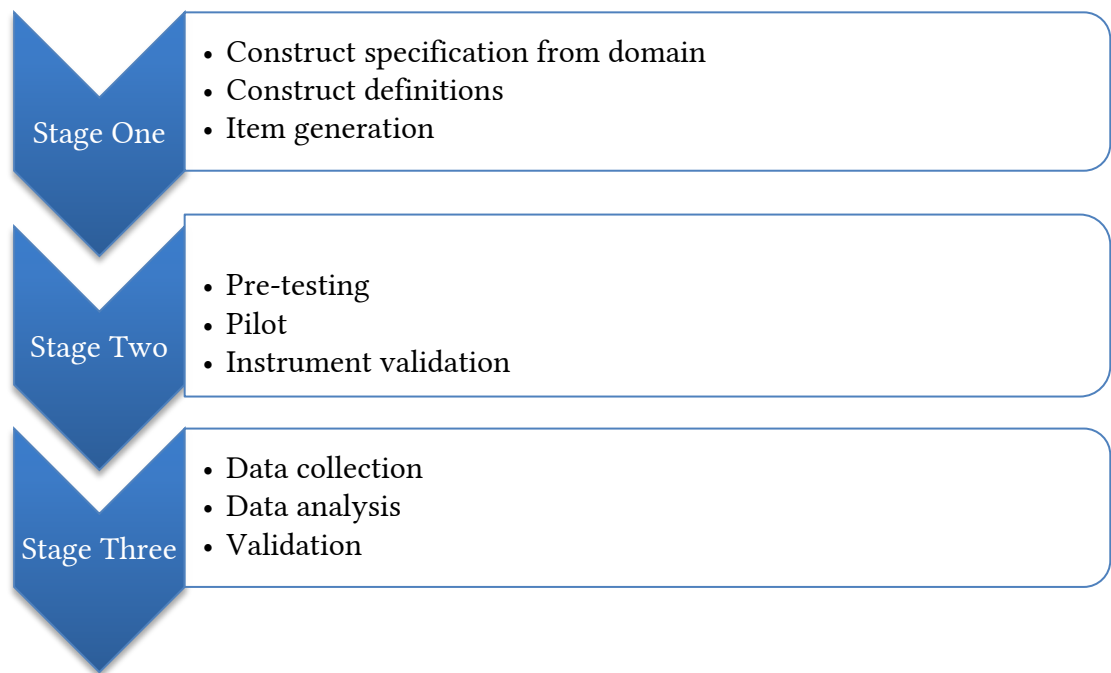 Stage One
• Construct specification from domain
• Construct definitions
• Item generation
Stage Two
• Pre-testing
• Pilot
• Instrument validation
Stage Three
• Data collection
• Data analysis
• Validation